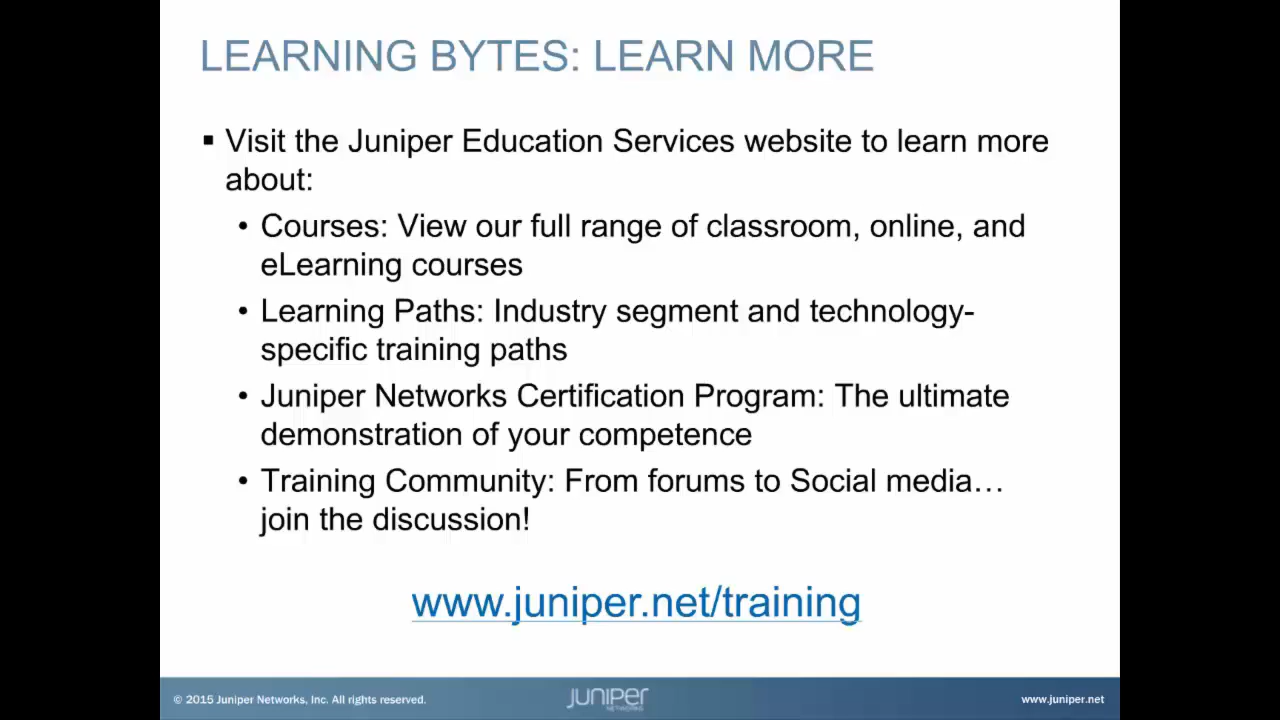 LEARNING BYTES: LEARN MORE
▪ Visit the Juniper Education Services website to learn more
about:
• Courses: View our full range of classroom, online, and
eLearning courses
• Learning Paths: Industry segment and technology-
specific training paths
• Juniper Networks Certification Program: The ultimate
demonstration of your competence
• Training Community: From forums to Social media…
join the discussion!
www.juniper.net/training
© 2015 Juniper Networks, Inc. All rights reserved.
JUNIPER
NETWORKS
www.juniper.net